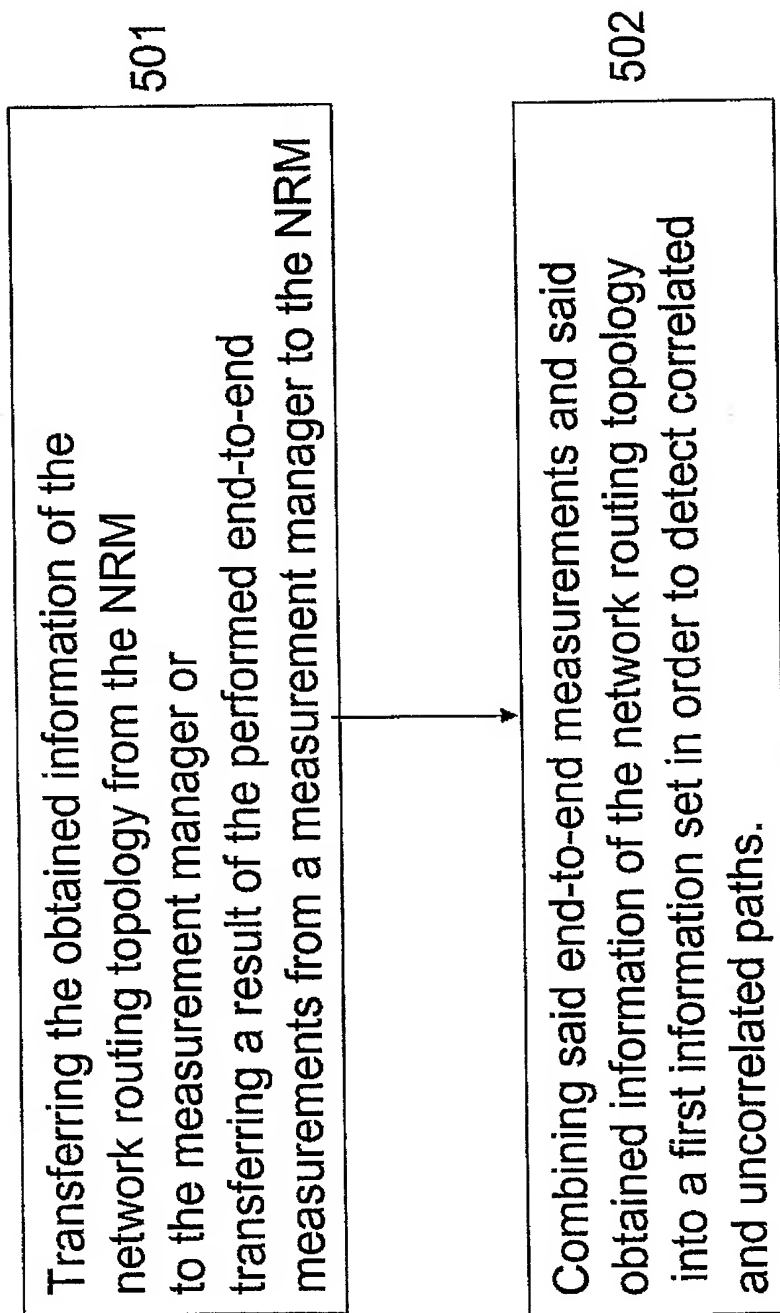 501
Transferring the obtained information of the
network routing topology from the NRM
to the measurement manager or
transferring a result of the performed end-to-end
measurements from a measurement manager to the NRM
502
Combining said end-to-end measurements and said
obtained information of the network routing topology
into a first information set in order to detect correlated
and uncorrelated paths.